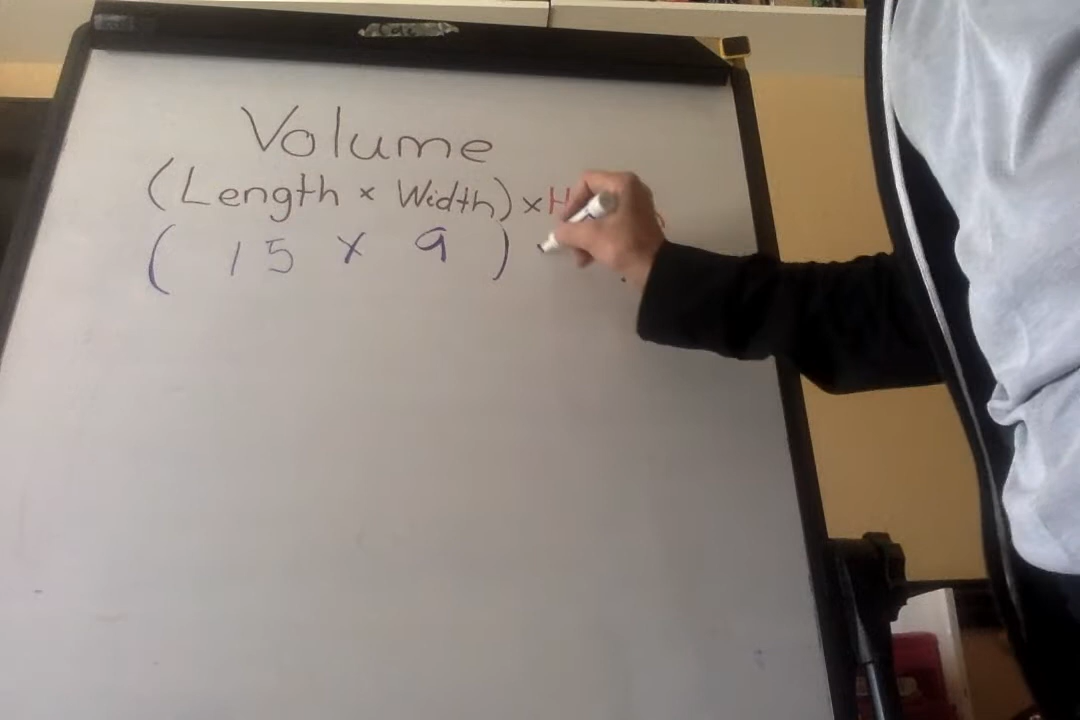 Volume
(Length × Width) × H
( 15 × 9 )